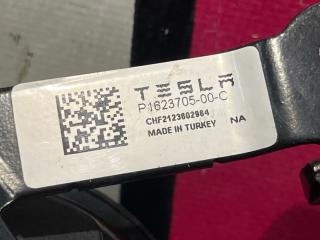 TESLA
P1623705-00-C
CHF2123602964
MADE IN TURKEY NA